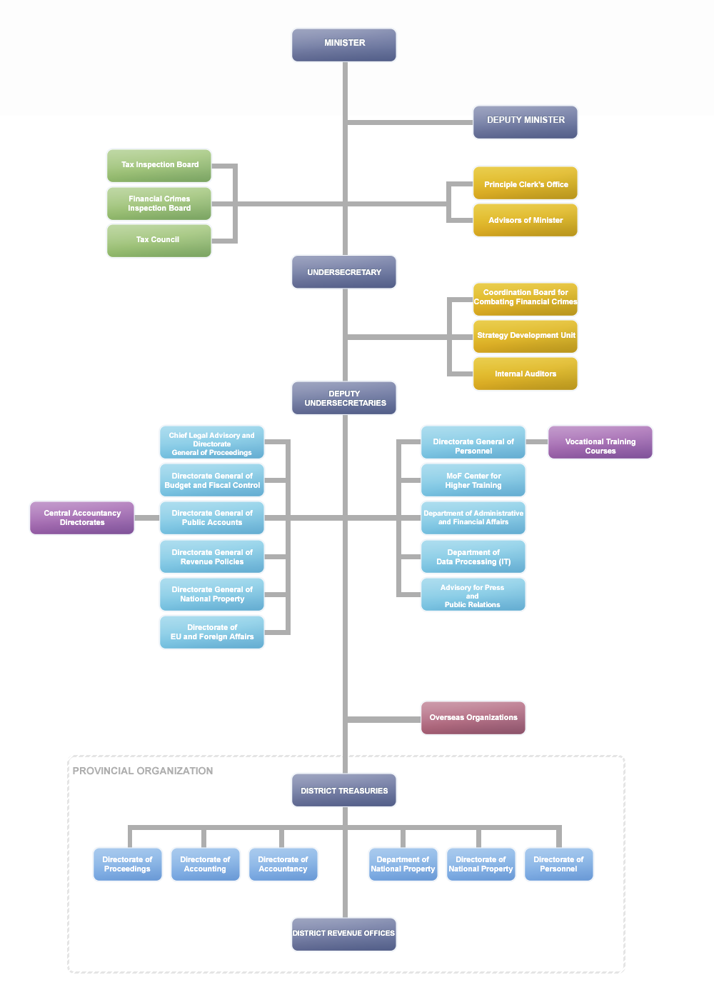 MINISTER
DEPUTY MINISTER
Tax Inspection Board
Financial Crimes
Inspection Board
Tax Council
Principle Clerk's Office
Advisors of Minister
UNDERSECRETARY
Coordination Board for
Combating Financial Crimes
Strategy Development Unit
Internal Auditors
DEPUTY
UNDERSECRETARIES
Chief Legal Advisory and
Directorate
General of Proceedings
Directorate General of
Budget and Fiscal Control
Central Accountancy
Directorates
Directorate General of
Public Accounts
Directorate General of
Revenue Policies
Directorate General of
National Property
Directorate of
EU and Foreign Affairs
Directorate General of
Personnel
Vocational Training
Courses
MoF Center for
Higher Training
Department of Administrative
and Financial Affairs
Department of
Data Processing (IT)
Advisory for Press
and
Public Relations
Overseas Organizations
PROVINCIAL ORGANIZATION
DISTRICT TREASURIES
Directorate of
Proceedings
Directorate of
Accounting
Directorate of
Accountancy
Department of
National Property
Directorate of
National Property
Directorate of
Personnel
DISTRICT REVENUE OFFICES